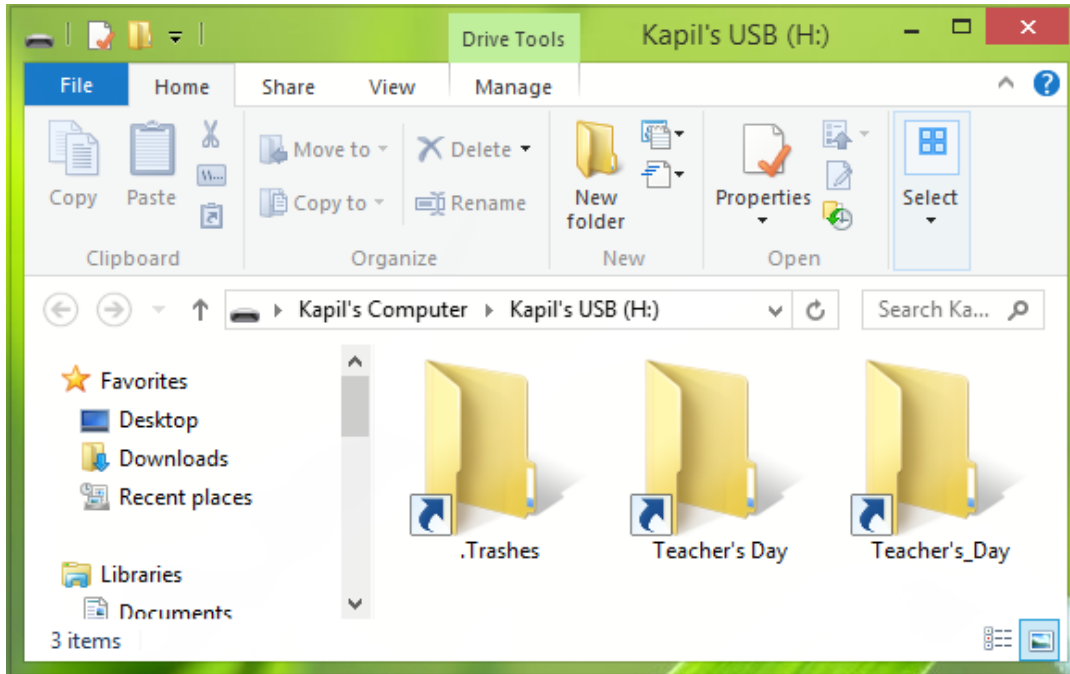 Drive Tools Kapil's USB (H:)
File Home Share View Manage
Copy Paste Move to Copy to Delete Rename New folder Properties Select
Clipboard Organize New Open
Kapil's Computer Kapil's USB (H:) Search Ka...
Favorites
Desktop
Downloads
Recent places
Libraries
Documents
.Trashes Teacher's Day Teacher's_Day
3 items